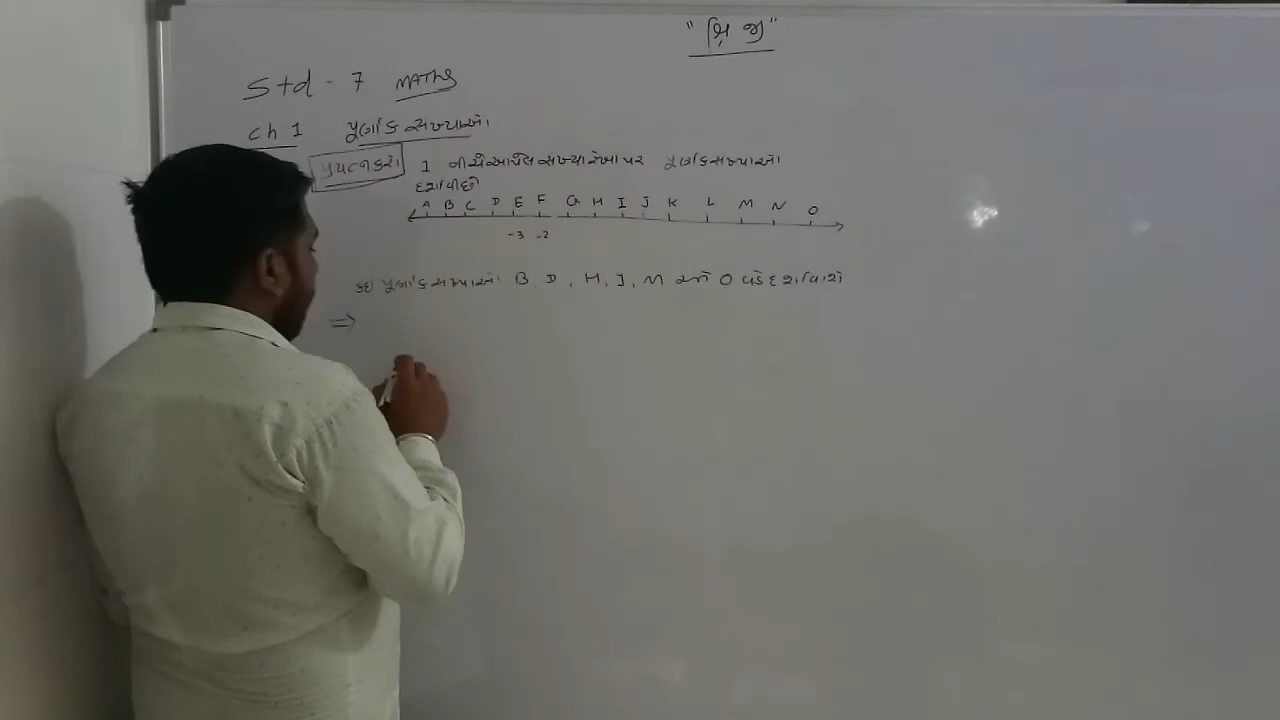 "શ્રિ જી"
Std - 7 MATHS
Ch 1 પૂર્ણાંક સંખ્યાઓ
પ્રયત્ન કરો 1 નીચે આપેલ સંખ્યારેખા પર પૂર્ણાંક સંખ્યાઓ
દર્શાવેલી
A B C D E F G H I J K L M N O
-3 -2
કઇ પૂર્ણાંક સંખ્યાઓ B, D, H, J, M અને O વડે દર્શાવાશે
⇒